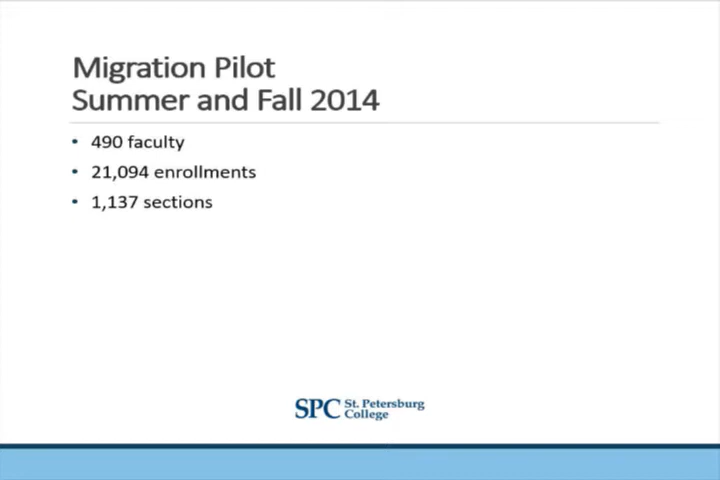 Migration Pilot
Summer and Fall 2014
• 490 faculty
• 21,094 enrollments
• 1,137 sections
SPC St. Petersburg
College